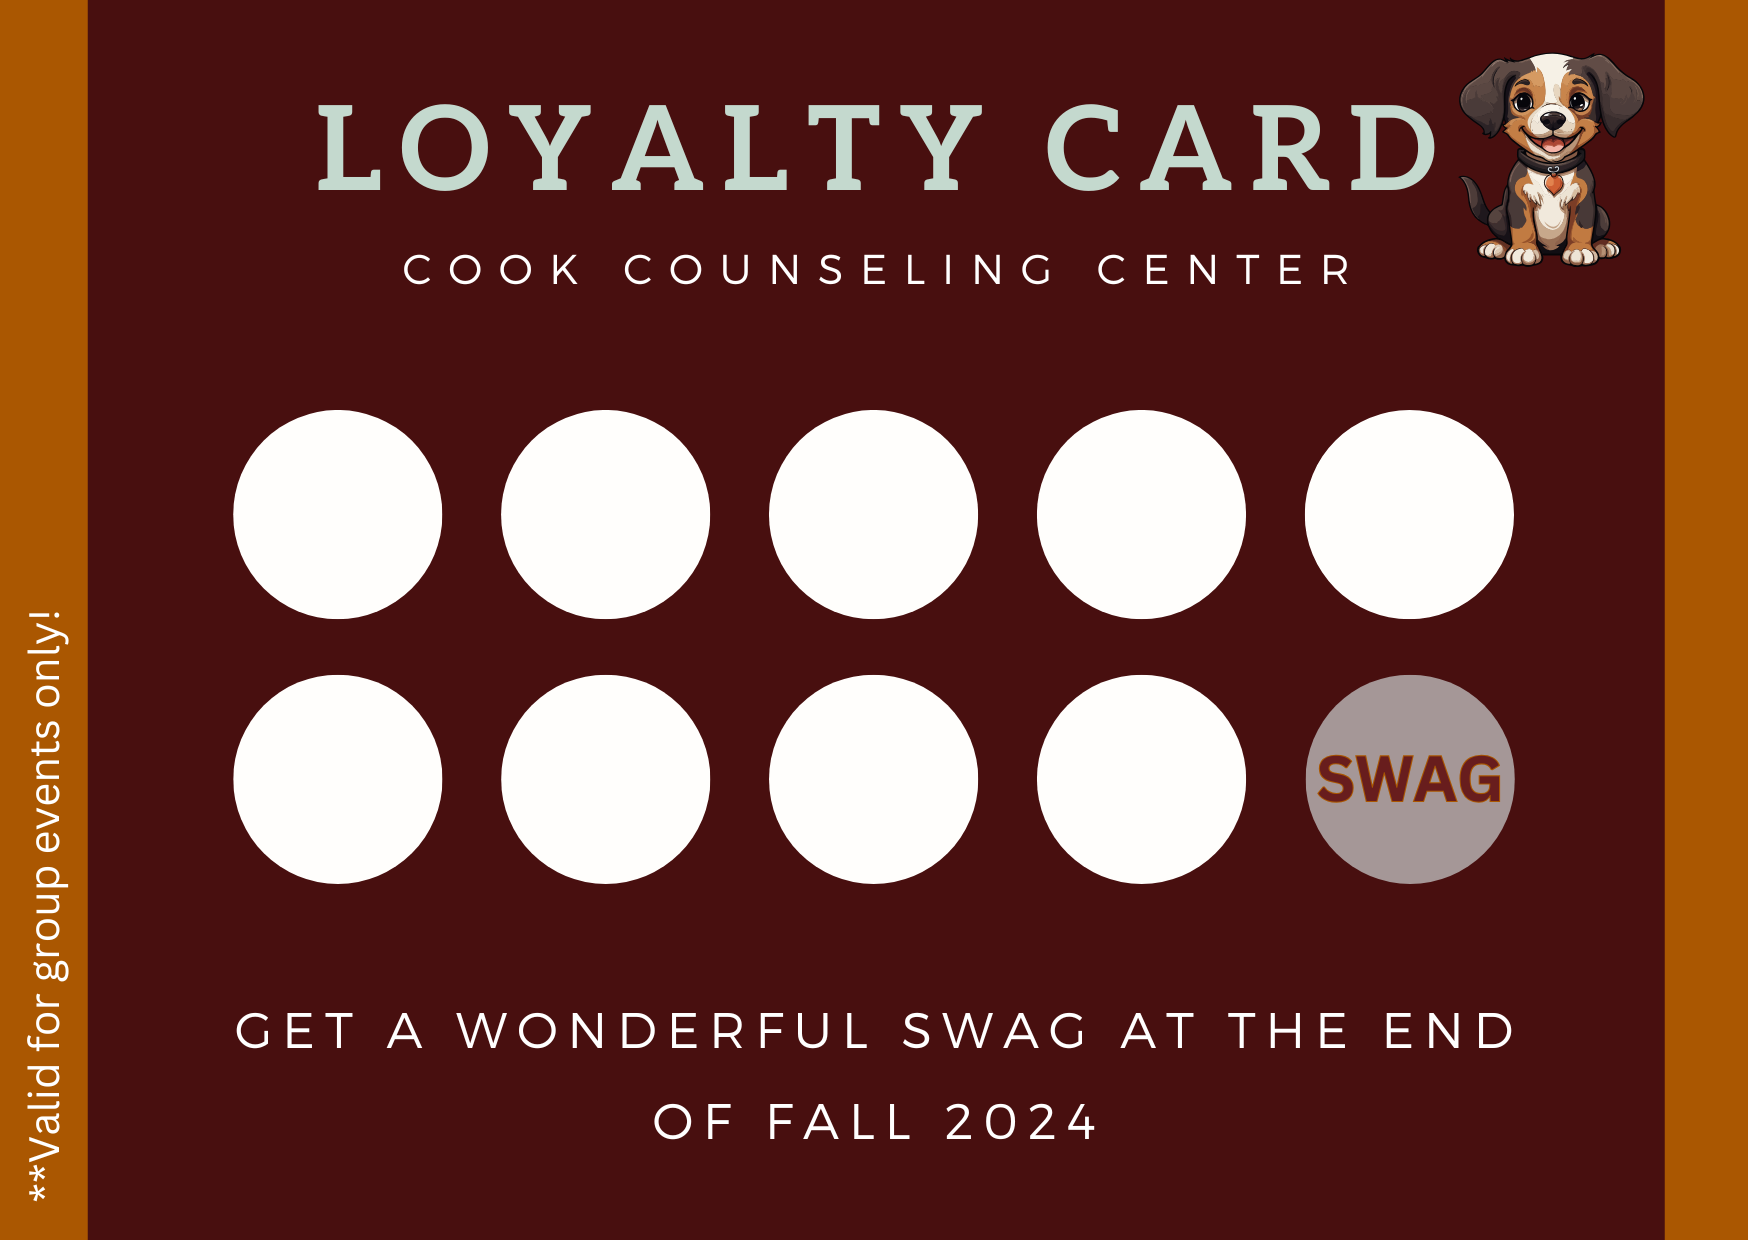 LOYALTY CARD
COOK COUNSELING CENTER
SWAG
GET A WONDERFUL SWAG AT THE END
OF FALL 2024
**Valid for group events only!